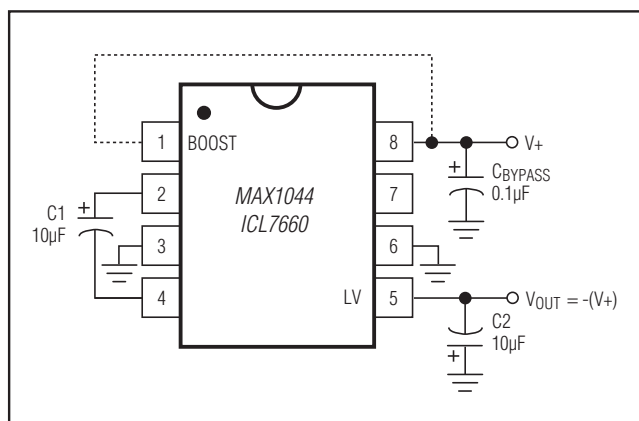 1 BOOST
8
V+
+
CBYPASS
0.1µF
MAX1044
ICL7660
2
7
+
C1
10µF
3
6
4
LV 5
VOUT = -(V+)
C2
10µF
+